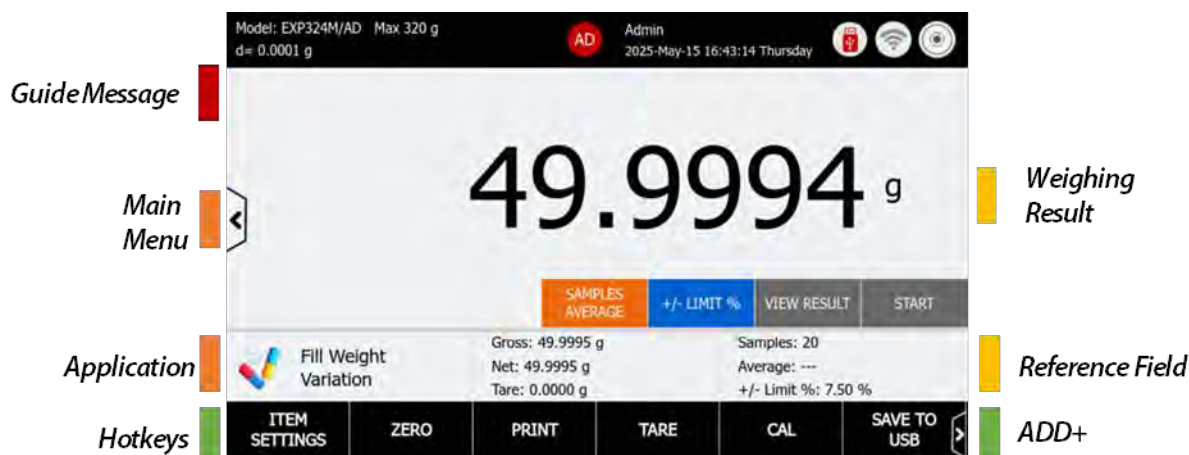 Model: EXP324M/AD Max 320 g
d= 0.0001 g
AD
Admin
2025-May-15 16:43:14 Thursday
Guide Message
49.9994 g
Main
Menu
Weighing
Result
SAMPLES
AVERAGE
+/- LIMIT %
VIEW RESULT
START
Application
Fill Weight
Variation
Gross: 49.9995 g
Net: 49.9995 g
Tare: 0.0000 g
Samples: 20
Average: ---
+/- Limit %: 7.50 %
Reference Field
Hotkeys
ITEM
SETTINGS
ZERO
PRINT
TARE
CAL
SAVE TO
USB
ADD+